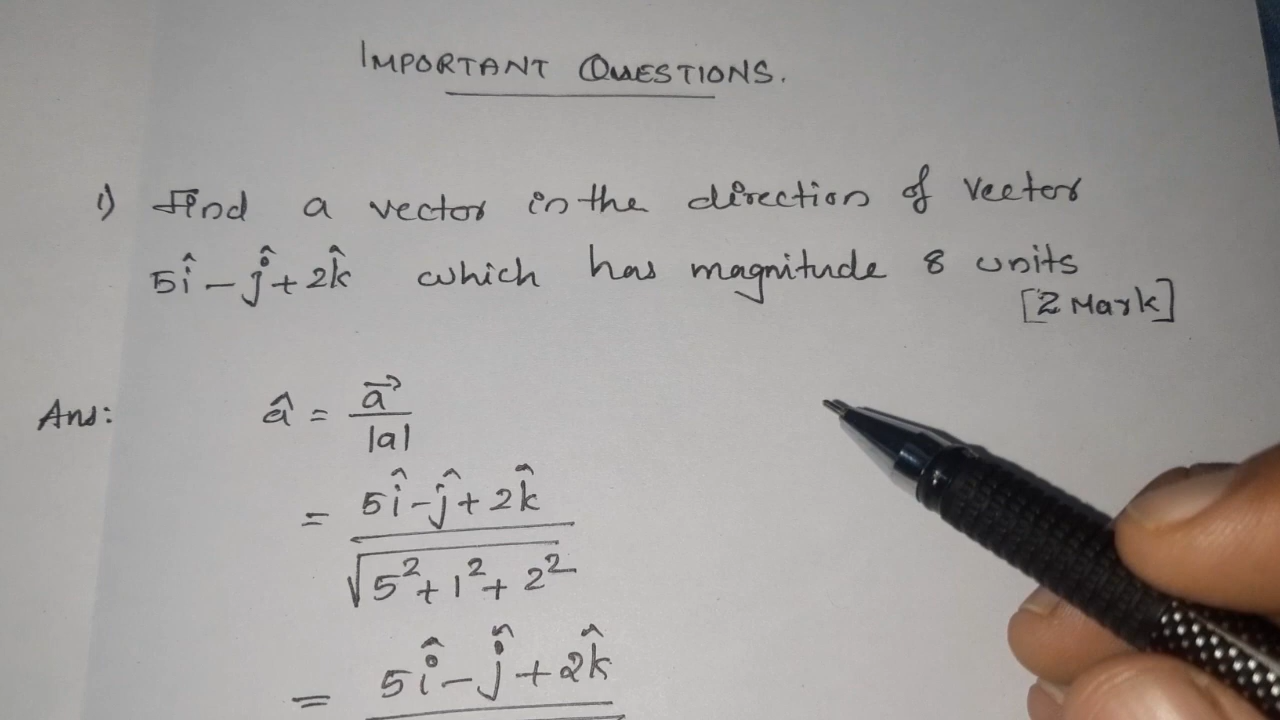 IMPORTANT QUESTIONS.
1) Find a vector in the direction of vector
5î - ĵ + 2k̂ which has magnitude 8 units
[2 Mark]
Ans: â = a⃗ / |a|
= 5î - ĵ + 2k̂ / √5² + 1² + 2²
= 5î - ĵ + 2k̂